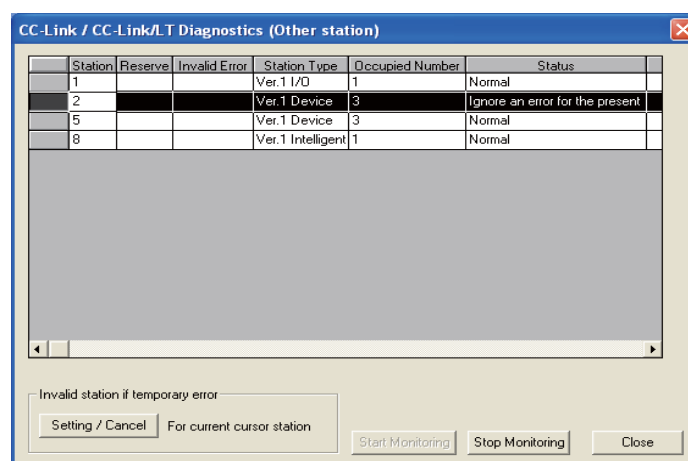 CC-Link / CC-Link/LT Diagnostics (Other station)
Station Reserve Invalid Error Station Type Occupied Number Status
1 Ver.1 I/O 1 Normal
2 Ver.1 Device 3 Ignore an error for the present
5 Ver.1 Device 3 Normal
8 Ver.1 Intelligent 1 Normal
Invalid station if temporary error
Setting / Cancel For current cursor station
Start Monitoring Stop Monitoring Close